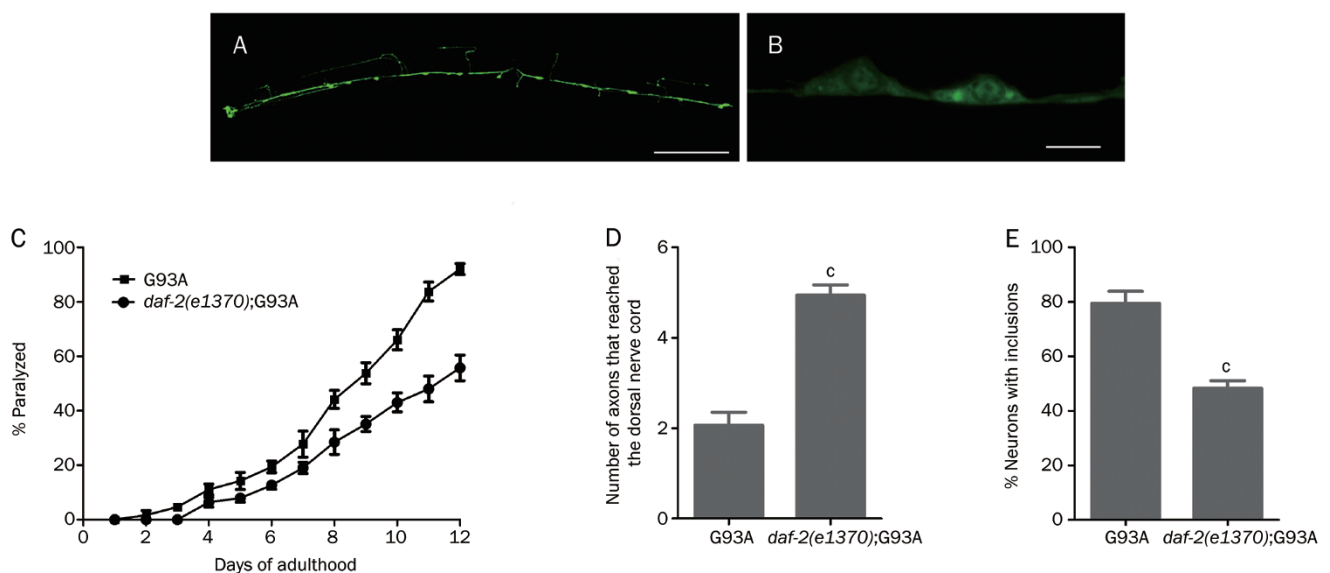 A
B
C
% Paralyzed
100
80
60
40
20
0
G93A
daf-2(e1370);G93A
0 2 4 6 8 10 12
Days of adulthood
D
Number of axons that reached
the dorsal nerve cord
6
4
2
0
c
G93A daf-2(e1370);G93A
E
% Neurons with inclusions
100
80
60
40
20
0
c
G93A daf-2(e1370);G93A